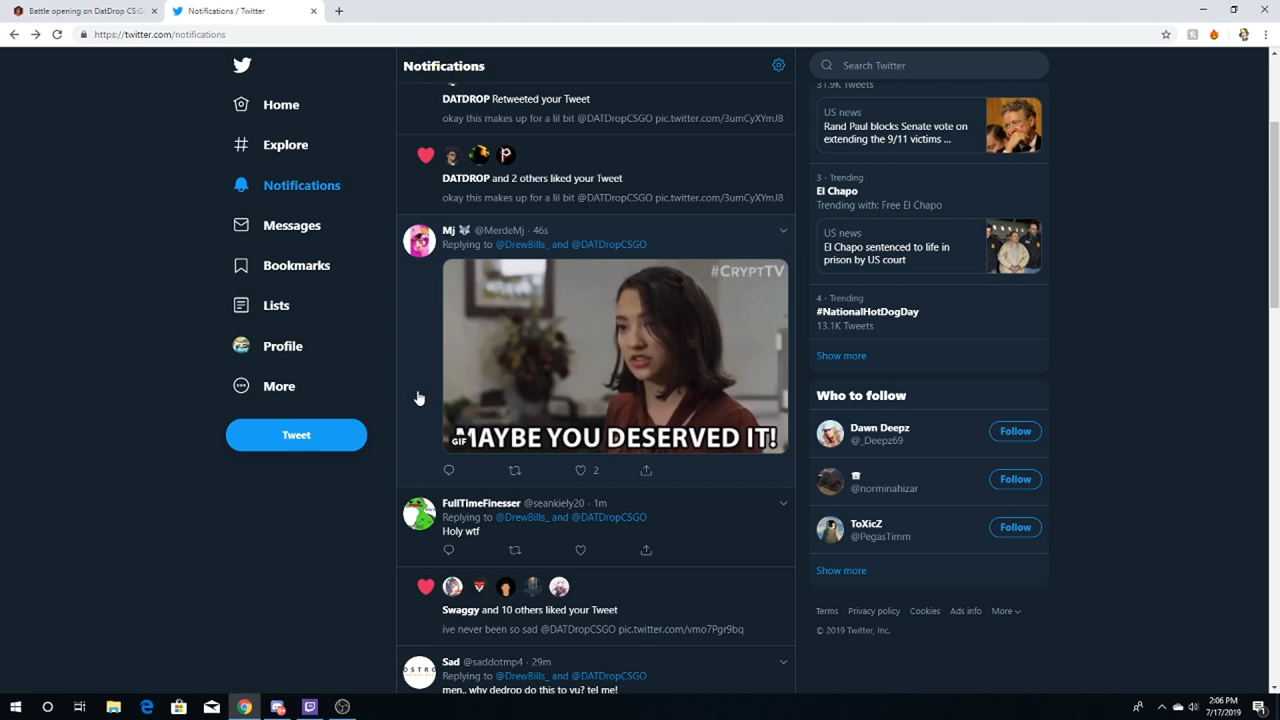 Battle opening on DatDrop CS:G
Notifications / Twitter
https://twitter.com/notifications
Home
Explore
Notifications
Messages
Bookmarks
Lists
Profile
More
Tweet
Notifications
DATDROP Retweeted your Tweet
okay this makes up for a lil bit @DATDropCSGO pic.twitter.com/3umCyXYmJ8
DATDROP and 2 others liked your Tweet
okay this makes up for a lil bit @DATDropCSGO pic.twitter.com/3umCyXYmJ8
Mj @MerdeMj · 46s
Replying to @DrewBills_ and @DATDropCSGO
#CRYPTTV
MAYBE YOU DESERVED IT!
GIF
2
FullTimeFinesser @seankiely20 · 1m
Replying to @DrewBills_ and @DATDropCSGO
Holy wtf
Swaggy and 10 others liked your Tweet
ive never been so sad @DATDropCSGO pic.twitter.com/vmo7Pgr9bq
OSTRO
Sad @saddotmp4 · 29m
Replying to @DrewBills_ and @DATDropCSGO
men.. why dedrop do this to yu? tel me!
Search Twitter
31.9K Tweets
US news
Rand Paul blocks Senate vote on
extending the 9/11 victims ...
3 · Trending
El Chapo
Trending with: Free El Chapo
US news
El Chapo sentenced to life in
prison by US court
4 · Trending
#NationalHotDogDay
13.1K Tweets
Show more
Who to follow
Dawn Deepz
@_Deepz69
Follow
@norminahizar
Follow
ToXicZ
@PegasTimm
Follow
Show more
Terms Privacy policy Cookies Ads info More
© 2019 Twitter, Inc.
2:06 PM
7/17/2019